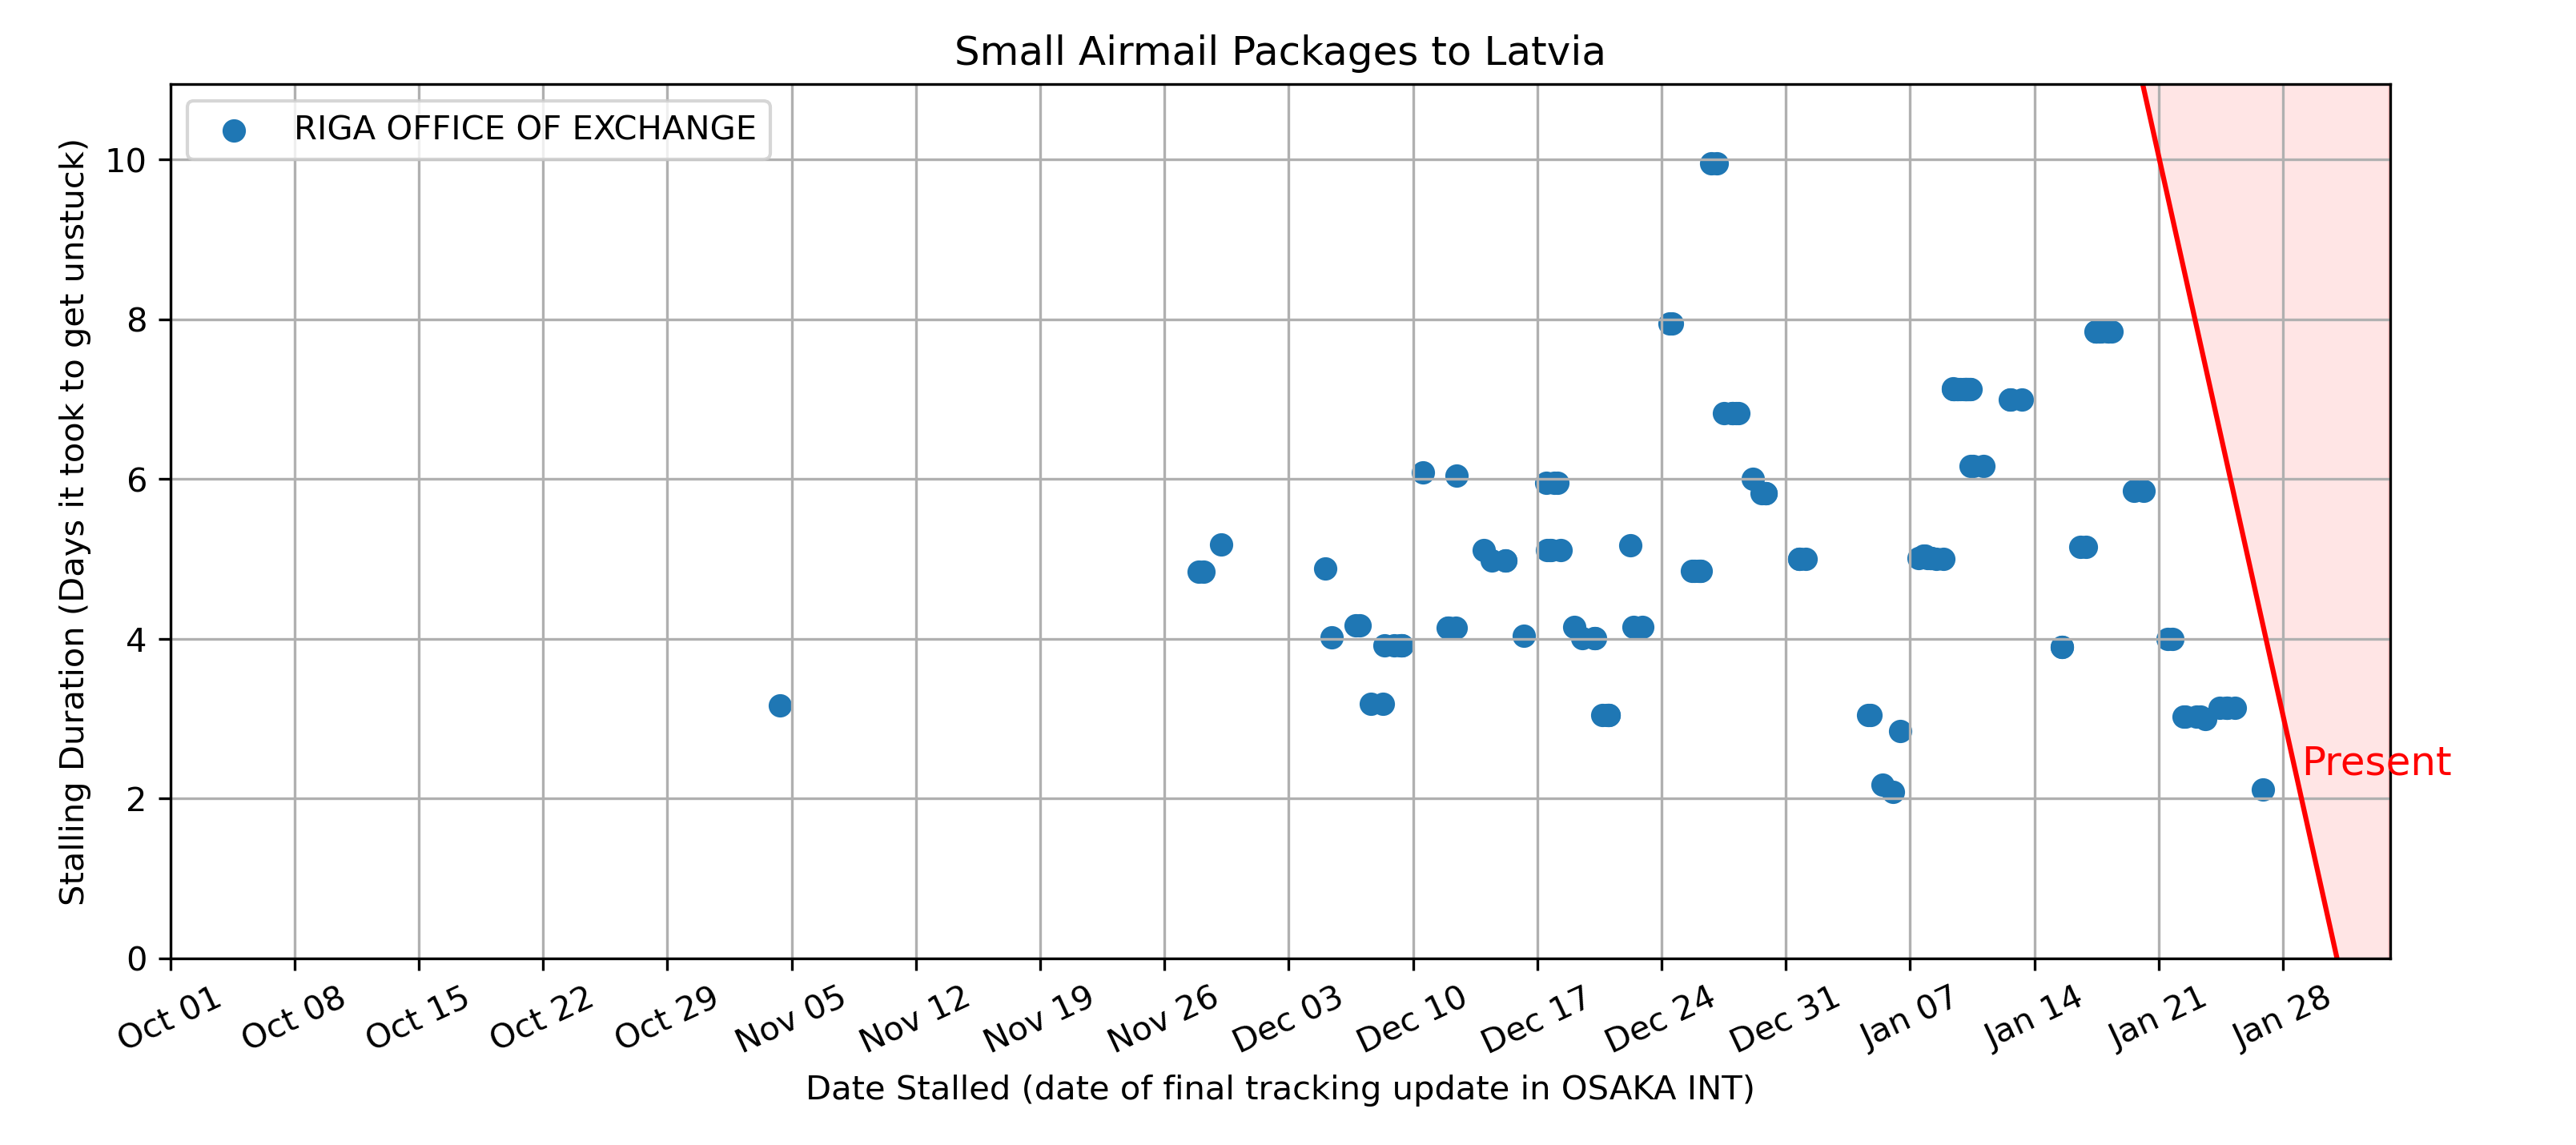 Small Airmail Packages to Latvia
RIGA OFFICE OF EXCHANGE
Stalling Duration (Days it took to get unstuck)
10
8
6
4
2
0
Present
Oct 01
Oct 08
Oct 15
Oct 22
Oct 29
Nov 05
Nov 12
Nov 19
Nov 26
Dec 03
Dec 10
Dec 17
Dec 24
Dec 31
Jan 07
Jan 14
Jan 21
Jan 28
Date Stalled (date of final tracking update in OSAKA INT)